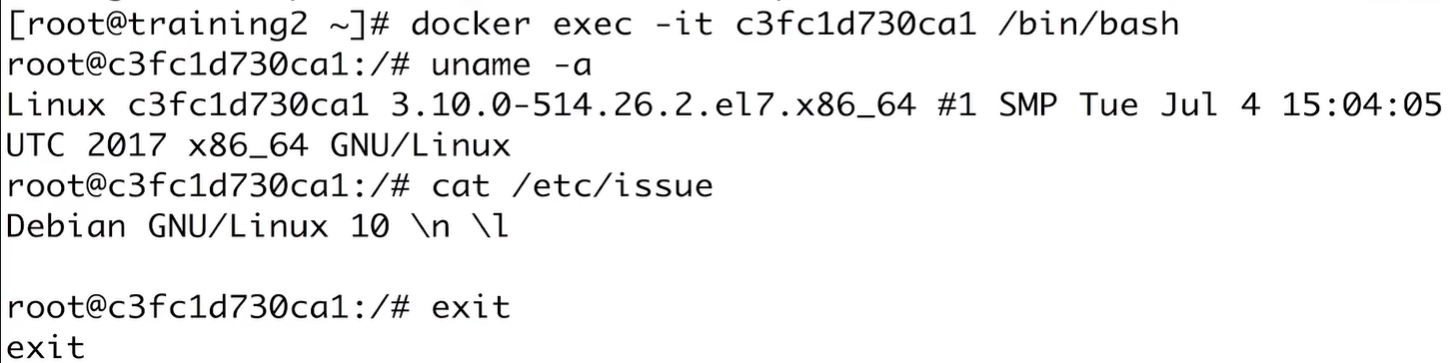 [root@training2 ~]# docker exec -it c3fc1d730ca1 /bin/bash
root@c3fc1d730ca1:/# uname -a
Linux c3fc1d730ca1 3.10.0-514.26.2.el7.x86_64 #1 SMP Tue Jul 4 15:04:05
UTC 2017 x86_64 GNU/Linux
root@c3fc1d730ca1:/# cat /etc/issue
Debian GNU/Linux 10 \n \l
root@c3fc1d730ca1:/# exit
exit